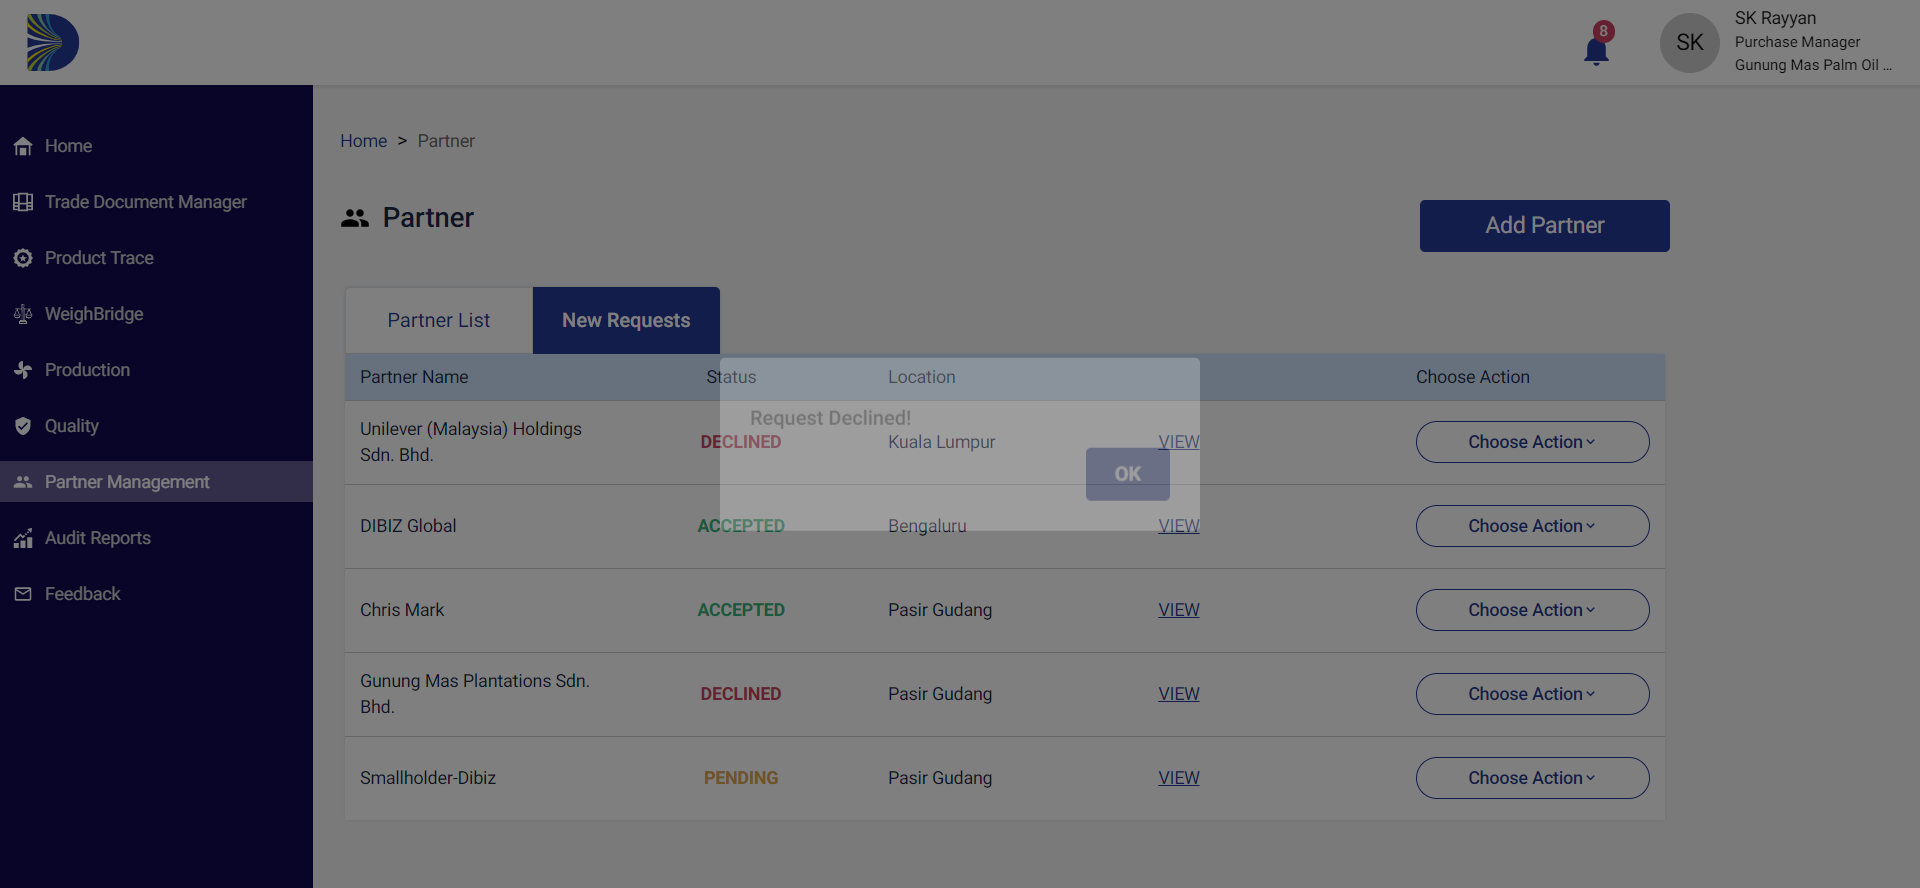 8
SK
SK Rayyan
Purchase Manager
Gunung Mas Palm Oil ...
Home
Trade Document Manager
Product Trace
WeighBridge
Production
Quality
Partner Management
Audit Reports
Feedback
Home > Partner
Partner
Add Partner
Partner List
New Requests
Partner Name Status Location Choose Action
Request Declined!
OK
Unilever (Malaysia) Holdings
Sdn. Bhd.
DECLINED Kuala Lumpur VIEW Choose Action
DIBIZ Global ACCEPTED Bengaluru VIEW Choose Action
Chris Mark ACCEPTED Pasir Gudang VIEW Choose Action
Gunung Mas Plantations Sdn.
Bhd.
DECLINED Pasir Gudang VIEW Choose Action
Smallholder-Dibiz PENDING Pasir Gudang VIEW Choose Action